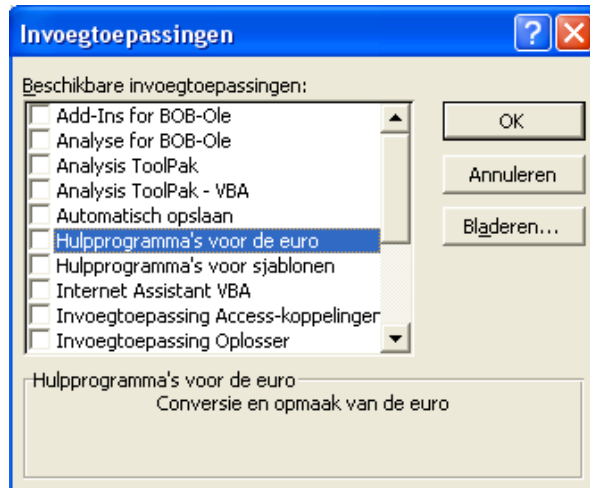 Invoegtoepassingen
Beschikbare invoegtoepassingen:
Add-Ins for BOB-Ole
Analyse for BOB-Ole
Analysis ToolPak
Analysis ToolPak - VBA
Automatisch opslaan
Hulpprogramma's voor de euro
Hulpprogramma's voor sjablonen
Internet Assistant VBA
Invoegtoepassing Access-koppelingen
Invoegtoepassing Oplosser
OK
Annuleren
Bladeren...
Hulpprogramma's voor de euro
Conversie en opmaak van de euro